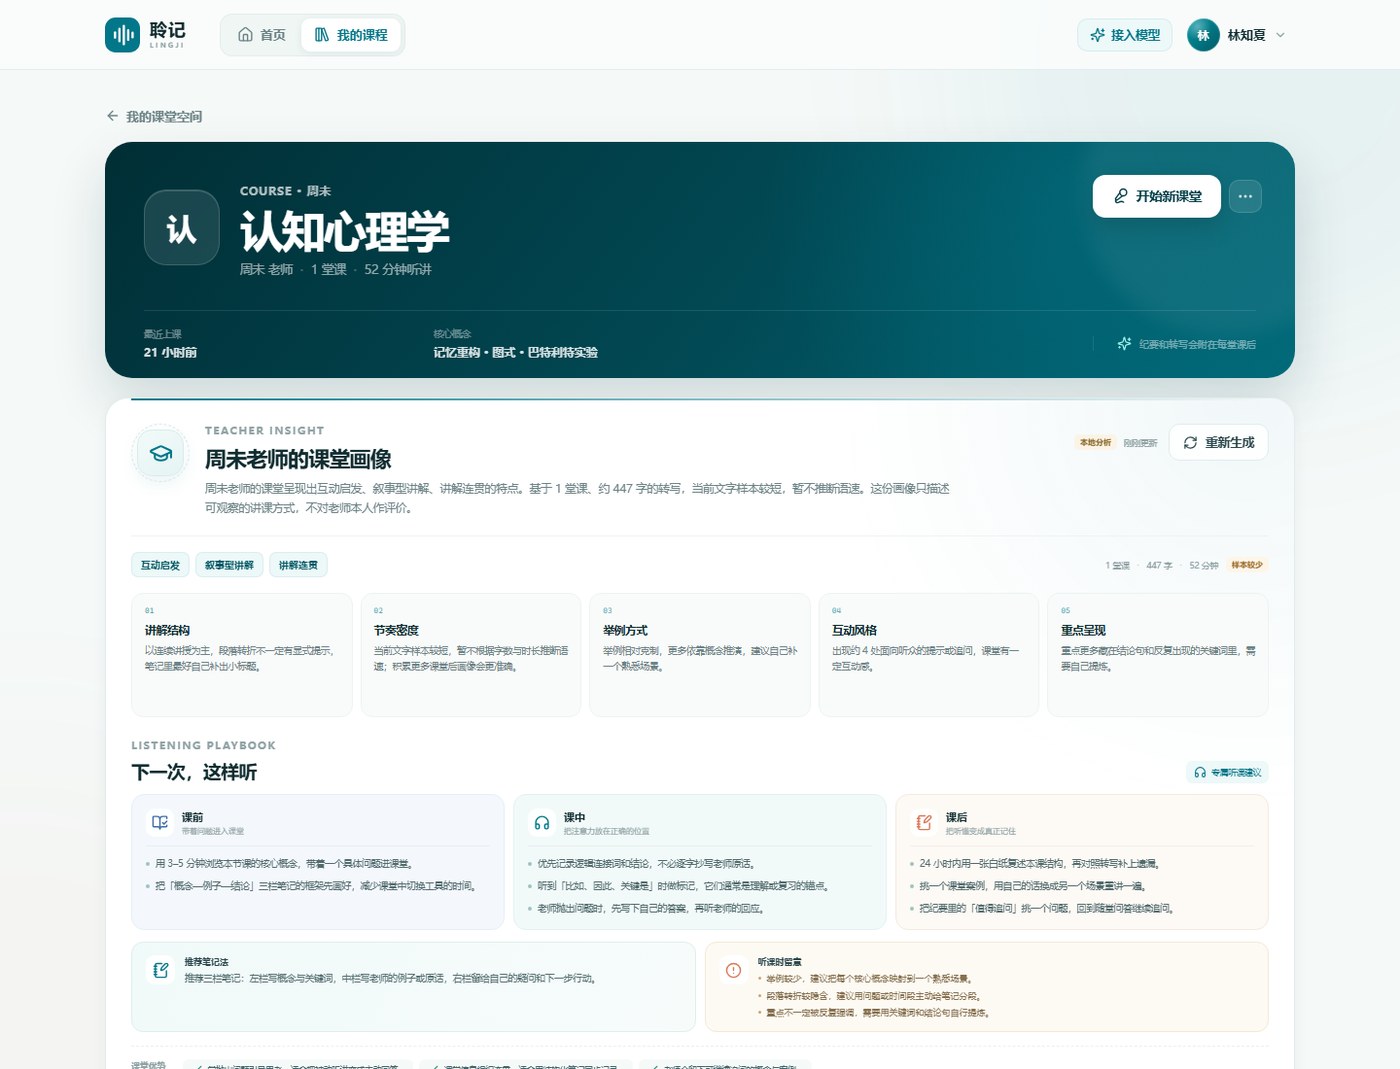 聆记
LINGJI
首页
我的课程
接入模型
林
林知夏
我的课堂空间
认
COURSE • 周未
认知心理学
周未 老师 · 1 堂课 · 52 分钟听讲
开始新课堂
最近上课
21 小时前
核心概念
记忆重构 • 图式 • 巴特利特实验
纪要和转写会附在每堂课后
TEACHER INSIGHT
周未老师的课堂画像
周未老师的课堂呈现出互动启发、叙事型讲解、讲解连贯的特点。基于 1 堂课、约 447 字的转写，当前文字样本较短，暂不推断语速。这份画像只描述
可观察的讲课方式，不对老师本人作评价。
本地分析
刚刚更新
重新生成
互动启发
叙事型讲解
讲解连贯
1 堂课 · 447 字 · 52 分钟
样本较少
01
讲解结构
以连续讲授为主，段落转折不一定有显式提示，
笔记里最好自己补出小标题。
02
节奏密度
当前文字样本较短，暂不根据字数与时长推断语
速；积累更多课堂后画像会更准确。
03
举例方式
举例相对克制，更多依靠概念推演，建议自己补
一个熟悉场景。
04
互动风格
出现约 4 处面向听众的提示或追问，课堂有一
定互动感。
05
重点呈现
重点更多藏在结论句和反复出现的关键词里，需
要自己提炼。
LISTENING PLAYBOOK
下一次，这样听
专属听课建议
课前
带着问题进入课堂
• 用 3–5 分钟浏览本节课的核心概念，带着一个具体问题进课堂。
• 把「概念—例子—结论」三栏笔记的框架先画好，减少课堂中切换工具的时间。
课中
把注意力放在正确的位置
• 优先记录逻辑连接词和结论，不必逐字抄写老师原话。
• 听到「比如、因此、关键是」时做标记，它们通常是理解或复习的锚点。
• 老师抛出问题时，先写下自己的答案，再听老师的回应。
课后
把听懂变成真正记住
• 24 小时内用一张白纸复述本课结构，再对照转写补上遗漏。
• 挑一个课堂案例，用自己的话换成另一个场景重讲一遍。
• 把纪要里的「值得追问」挑一个问题，回到随堂问答继续追问。
推荐笔记法
推荐三栏笔记：左栏写概念与关键词，中栏写老师的例子或原话，右栏留给自己的疑问和下一步行动。
听课时留意
• 举例较少，建议把每个核心概念映射到一个熟悉场景。
• 段落转折较隐含，建议用问题或时间段主动给笔记分段。
• 重点不一定被反复强调，需要用关键词和结论句自行提炼。
课堂优势